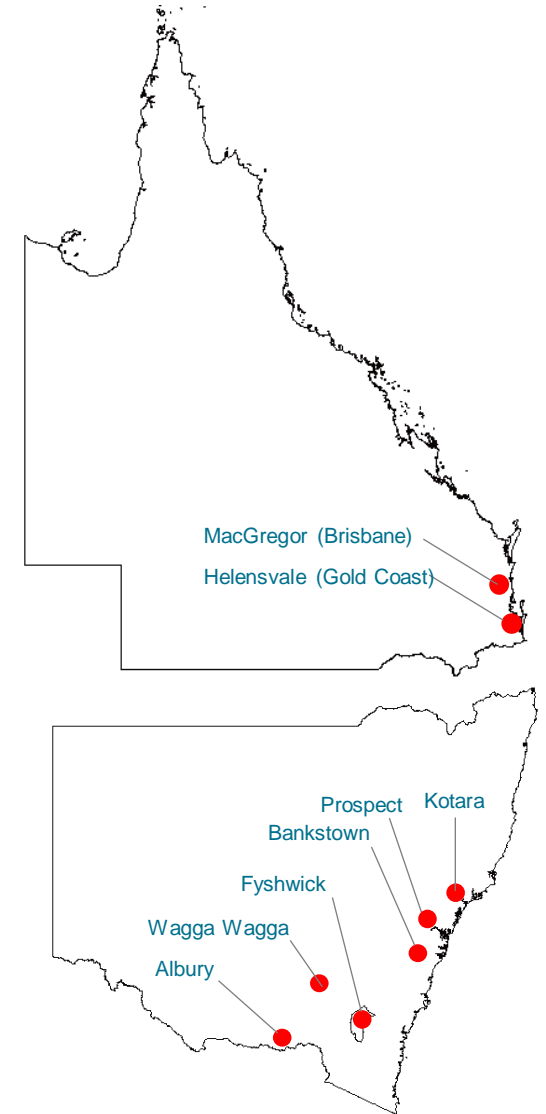 MacGregor (Brisbane)
Helensvale (Gold Coast)
Prospect
Kotara
Bankstown
Fyshwick
Wagga Wagga
Albury